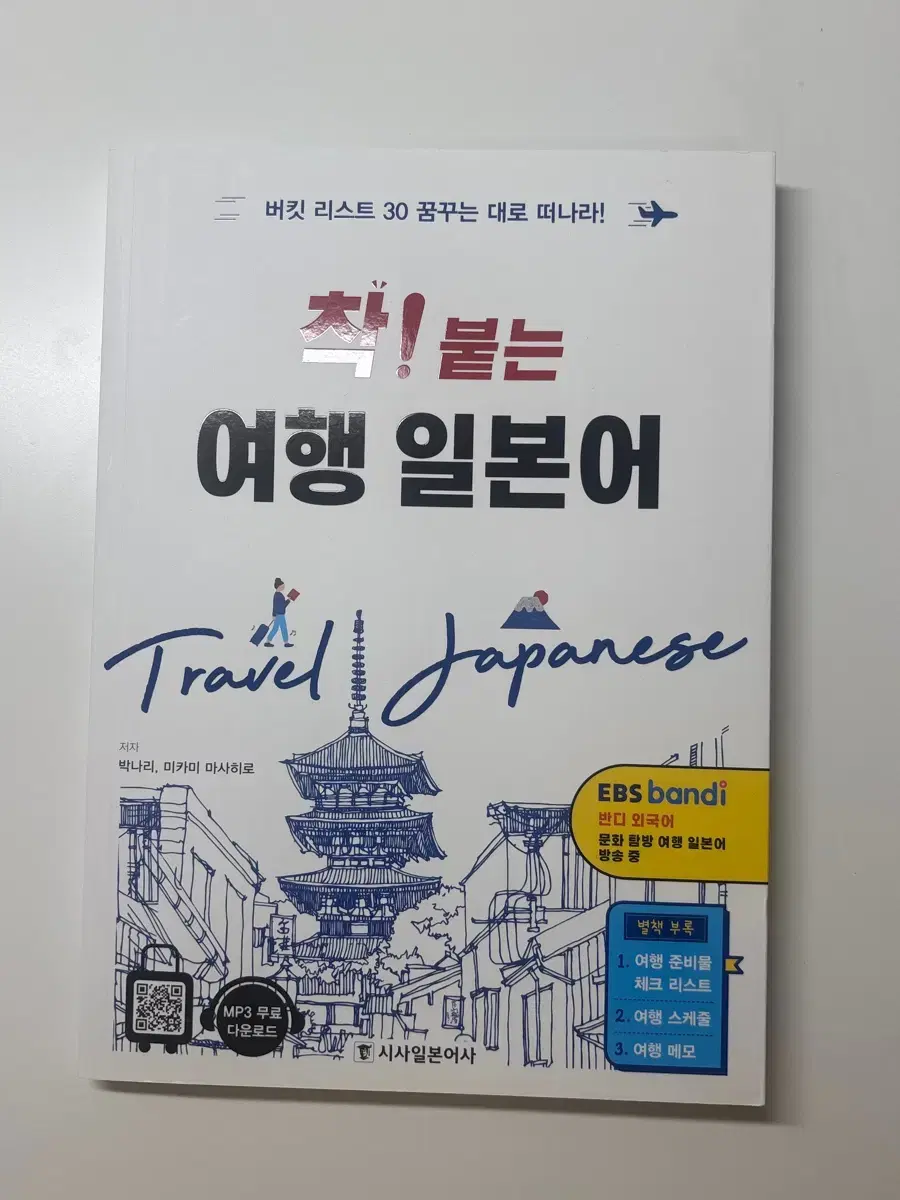 버킷 리스트 30 꿈꾸는 대로 떠나라!
착! 붙는
여행 일본어
Travel Japanese
저자
박나리, 미카미 마사히로
EBS bandi
반디 외국어
문화 탐방 여행 일본어
방송 중
별책 부록
1. 여행 준비물
체크 리스트
2. 여행 스케줄
3. 여행 메모
MP3 무료
다운로드
시사일본어사